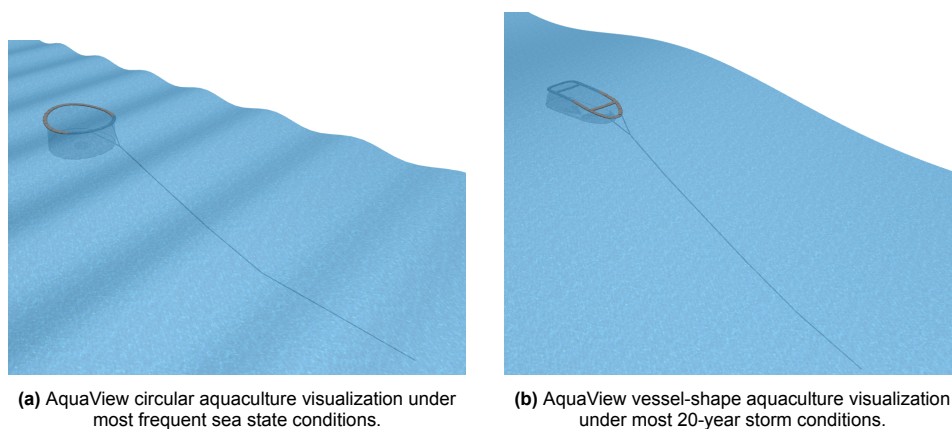 (a) AquaView circular aquaculture visualization under
most frequent sea state conditions.
(b) AquaView vessel-shape aquaculture visualization
under most 20-year storm conditions.